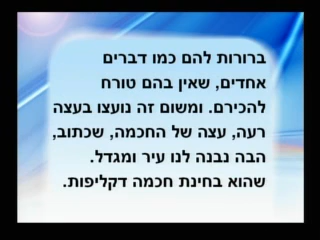 ברורות להם כמו דברים
אחדים, שאין בהם טורח
להכירם. ומשום זה נועצו בעצה
רעה, עצה של החכמה, שכתוב,
הבה נבנה לנו עיר ומגדל.
שהוא בחינת חכמה דקליפות.